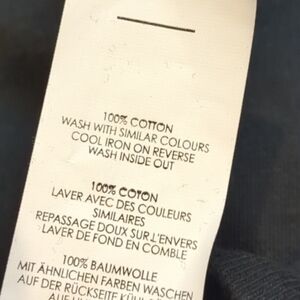 100% COTTON
WASH WITH SIMILAR COLOURS
COOL IRON ON REVERSE
WASH INSIDE OUT
100% COTON
LAVER AVEC DES COULEURS
SIMILAIRES
REPASSAGE DOUX SUR L'ENVERS
LAVER DE FOND EN COMBLE
100% BAUMWOLLE
MIT ÄHNLICHEN FARBEN WASCHEN
AUF DER RÜCKSEITE KÜHL
AUF